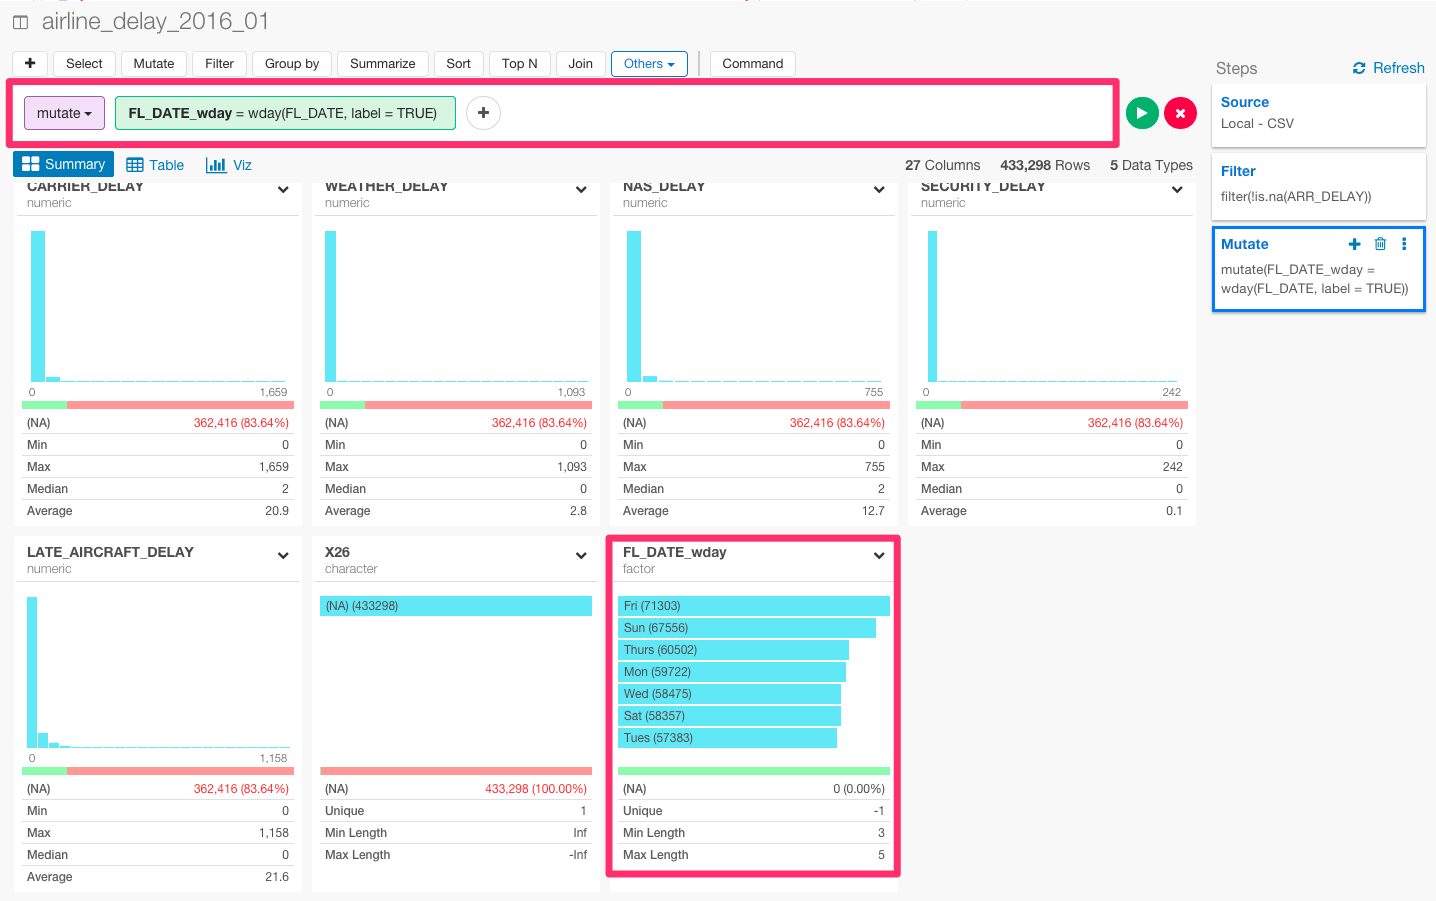 airline_delay_2016_01
Select Mutate Filter Group by Summarize Sort Top N Join Others Command
mutate FL_DATE_wday = wday(FL_DATE, label = TRUE)
Summary Table Viz 27 Columns 433,298 Rows 5 Data Types
CARRIER_DELAY
numeric
0 1,659
(NA) 362,416 (83.64%)
Min 0
Max 1,659
Median 2
Average 20.9
WEATHER_DELAY
numeric
0 1,093
(NA) 362,416 (83.64%)
Min 0
Max 1,093
Median 0
Average 2.8
NAS_DELAY
numeric
0 755
(NA) 362,416 (83.64%)
Min 0
Max 755
Median 2
Average 12.7
SECURITY_DELAY
numeric
0 242
(NA) 362,416 (83.64%)
Min 0
Max 242
Median 0
Average 0.1
LATE_AIRCRAFT_DELAY
numeric
0 1,158
(NA) 362,416 (83.64%)
Min 0
Max 1,158
Median 0
Average 21.6
X26
character
(NA) (433298)
(NA) 433,298 (100.00%)
Unique 1
Min Length Inf
Max Length -Inf
FL_DATE_wday
factor
Fri (71303)
Sun (67556)
Thurs (60502)
Mon (59722)
Wed (58475)
Sat (58357)
Tues (57383)
(NA) 0 (0.00%)
Unique -1
Min Length 3
Max Length 5
Steps Refresh
Source
Local - CSV
Filter
filter(!is.na(ARR_DELAY))
Mutate
mutate(FL_DATE_wday =
wday(FL_DATE, label = TRUE))